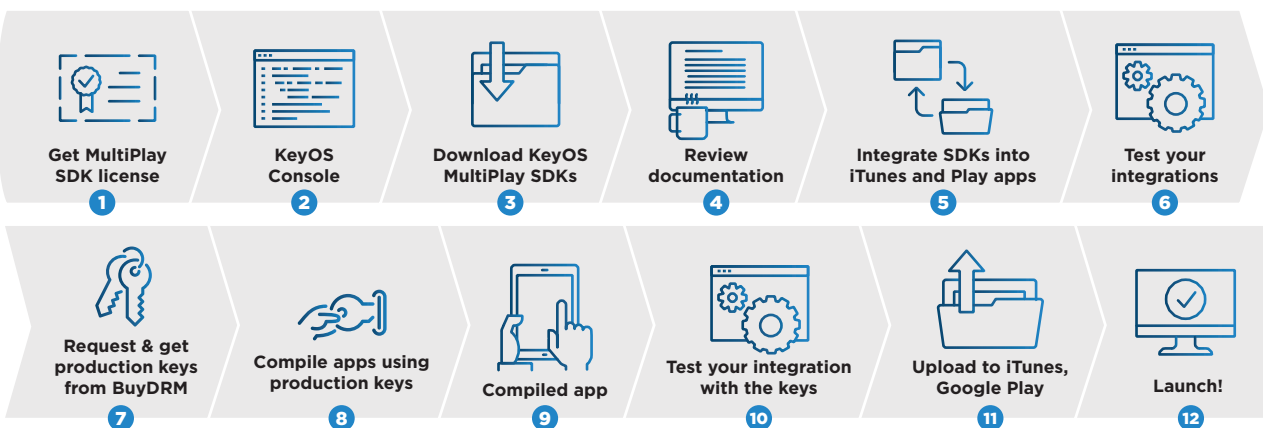 Get MultiPlay
SDK license
1
KeyOS
Console
2
Download KeyOS
MultiPlay SDKs
3
Review
documentation
4
Integrate SDKs into
iTunes and Play apps
5
Test your
integrations
6
Request & get
production keys
from BuyDRM
7
Compile apps using
production keys
8
Compiled app
9
Test your integration
with the keys
10
Upload to iTunes,
Google Play
11
Launch!
12